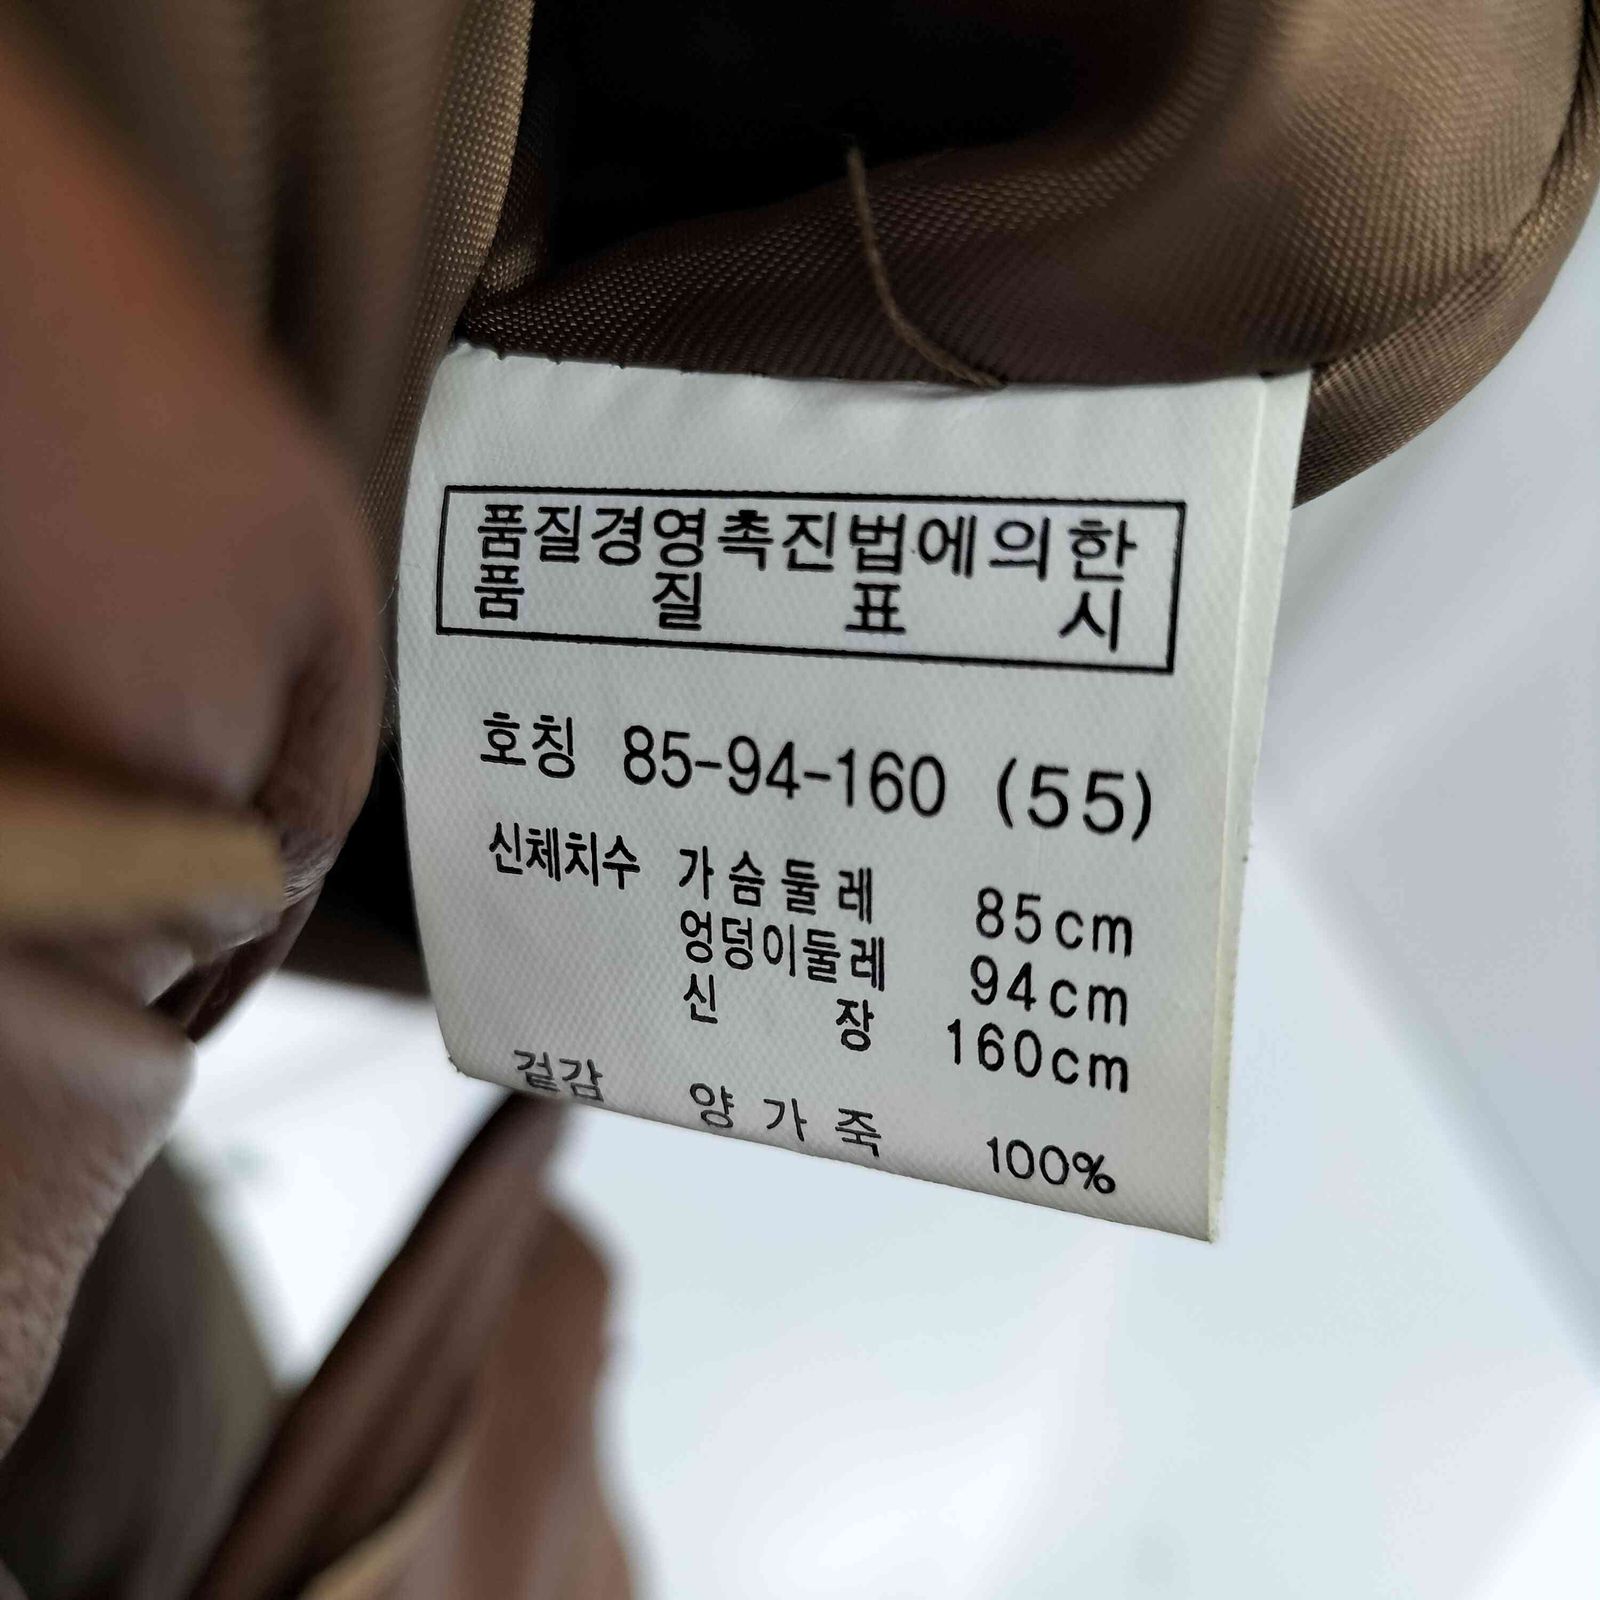 품질경영촉진법에의한
품 질 표 시
호칭 85-94-160 (55)
신체치수 가슴둘레 85cm
엉덩이둘레 94cm
신 장 160cm
겉감 양가죽 100%